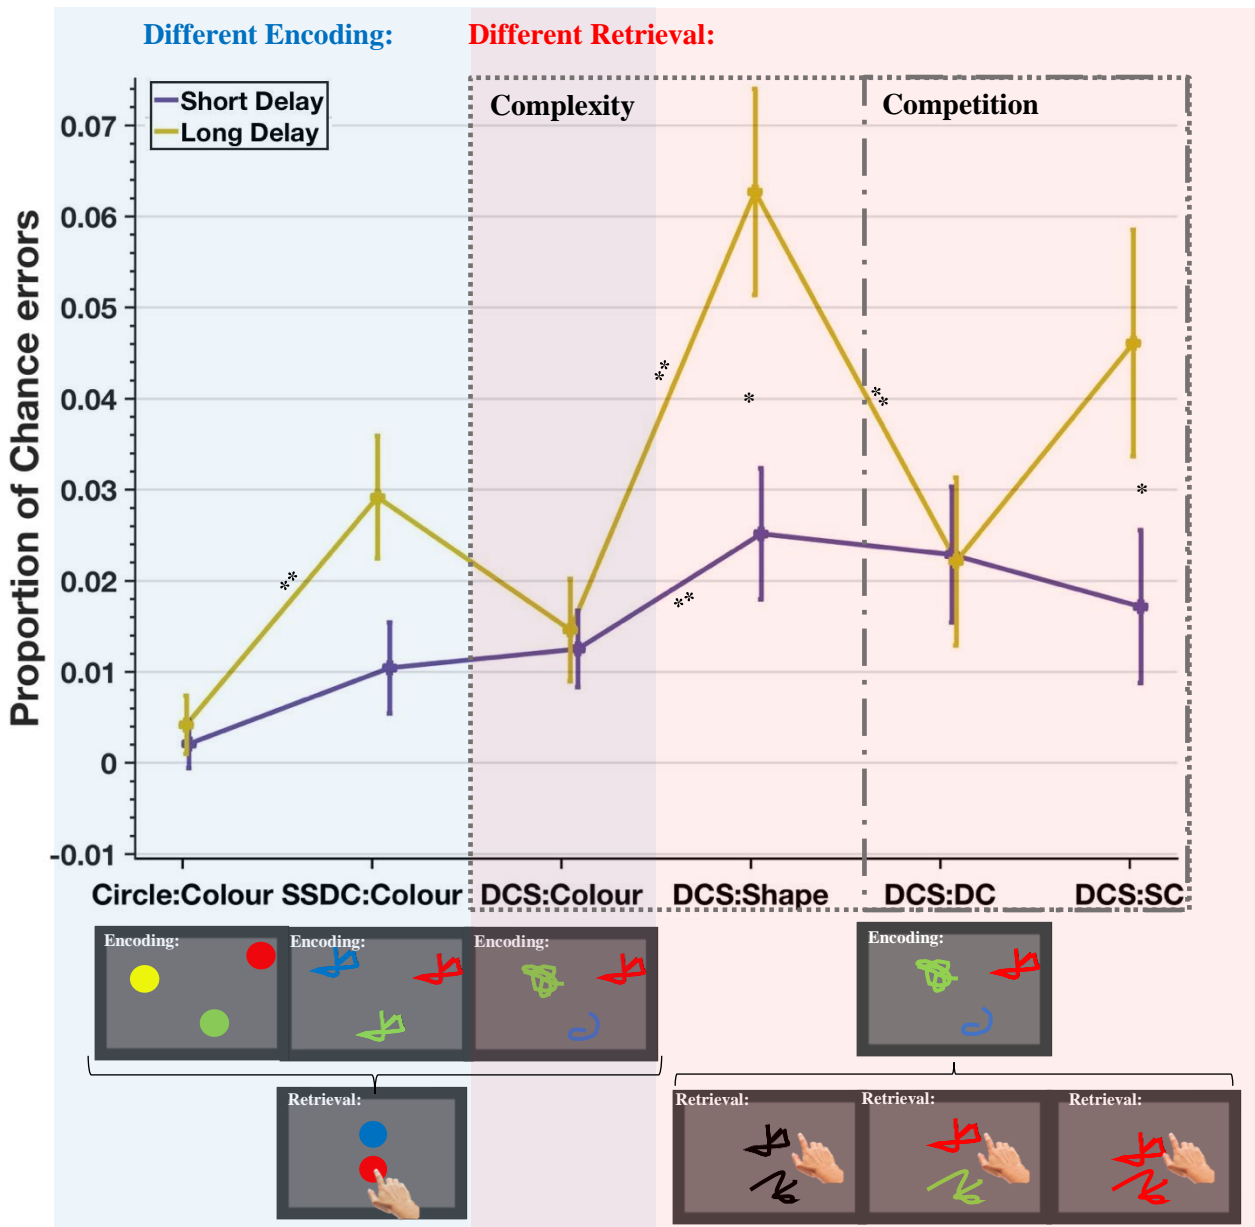 Different Encoding:
Different Retrieval:
Short Delay
Long Delay
Complexity
Competition
Proportion of Chance errors
0.07
0.06
0.05
0.04
0.03
0.02
0.01
0
-0.01
**
**
*
**
**
*
Circle:Colour
SSDC:Colour
DCS:Colour
DCS:Shape
DCS:DC
DCS:SC
Encoding:
Encoding:
Encoding:
Encoding:
Retrieval:
Retrieval:
Retrieval:
Retrieval: